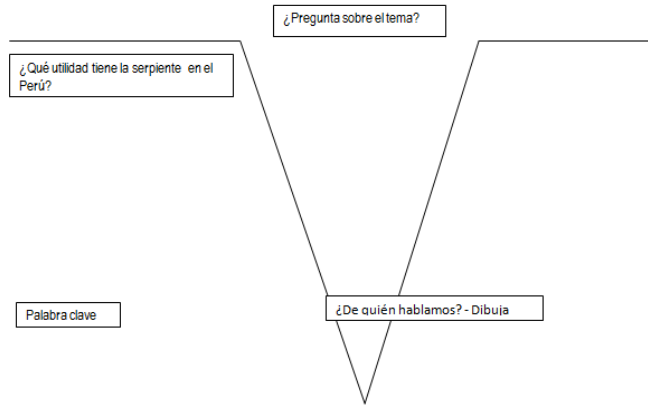 ¿Pregunta sobre el tema?
¿Qué utilidad tiene la serpiente en el
Perú?
Palabra clave
¿De quién hablamos? - Dibuja